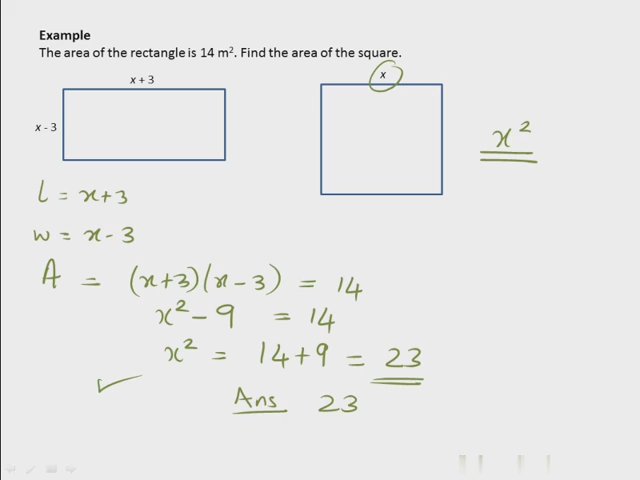 Example
The area of the rectangle is 14 m². Find the area of the square.
x + 3
x
x - 3
x²
l = x+3
w = x - 3
A = (x+3)(x-3) = 14
x² - 9 = 14
x² = 14+9 = 23
Ans 23